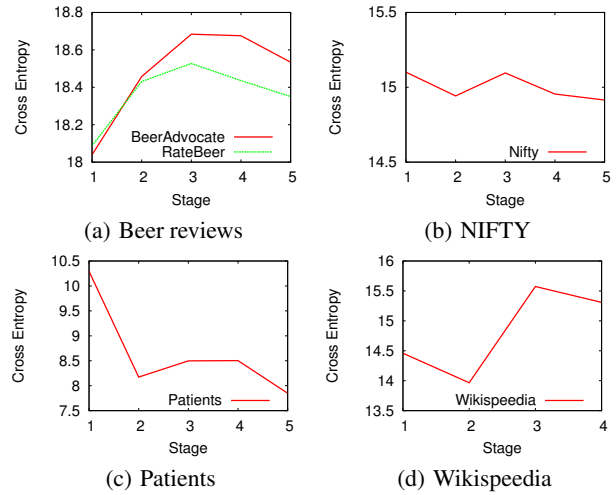 18.8
18.6
18.4
18.2
18
Cross Entropy
BeerAdvocate
RateBeer
1 2 3 4 5
Stage
(a) Beer reviews
15.5
15
14.5
Cross Entropy
Nifty
1 2 3 4 5
Stage
(b) NIFTY
10.5
10
9.5
9
8.5
8
7.5
Cross Entropy
Patients
1 2 3 4 5
Stage
(c) Patients
16
15.5
15
14.5
14
13.5
Cross Entropy
Wikispeedia
1 2 3 4
Stage
(d) Wikispeedia